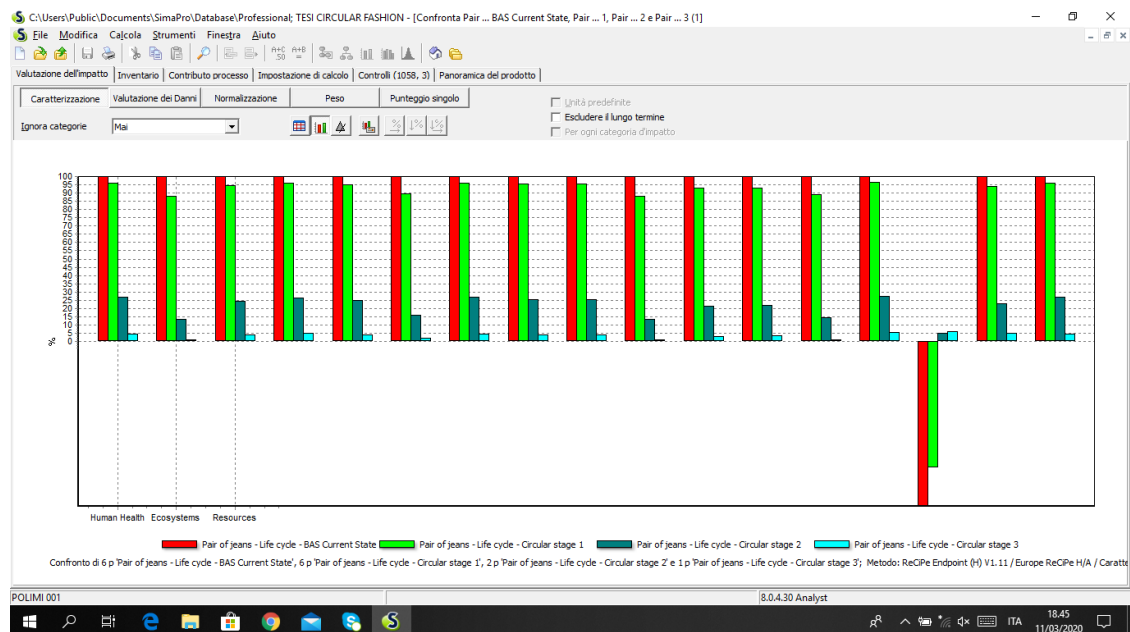 C:\Users\Public\Documents\SimaPro\Database\Professional; TESI CIRCULAR FASHION - [Confronta Pair ... BAS Current State, Pair ... 1, Pair ... 2 e Pair ... 3 (1)]
File Modifica Calcola Strumenti Finestra Aiuto
A+C 50 A+B =
Valutazione dell'impatto Inventario Contributo processo Impostazione di calcolo Controlli (1058, 3) Panoramica del prodotto
Caratterizzazione Valutazione dei Danni Normalizzazione Peso Punteggio singolo
Unità predefinite
Ignora categorie Mai
Escludere il lungo termine
Per ogni categoria d'impatto
100
95
90
85
80
75
70
65
60
55
50
45
40
35
30
25
20
15
10
5
0
%
Human Health Ecosystems Resources
Pair of jeans - Life cycle - BAS Current State Pair of jeans - Life cycle - Circular stage 1 Pair of jeans - Life cycle - Circular stage 2 Pair of jeans - Life cycle - Circular stage 3
Confronto di 6 p 'Pair of jeans - Life cycle - BAS Current State', 6 p 'Pair of jeans - Life cycle - Circular stage 1', 2 p 'Pair of jeans - Life cycle - Circular stage 2' e 1 p 'Pair of jeans - Life cycle - Circular stage 3'; Metodo: ReCiPe Endpoint (H) V1.11 / Europe ReCiPe H/A / Caratte
POLIMI 001 8.0.4.30 Analyst
ITA 18.45
11/03/2020